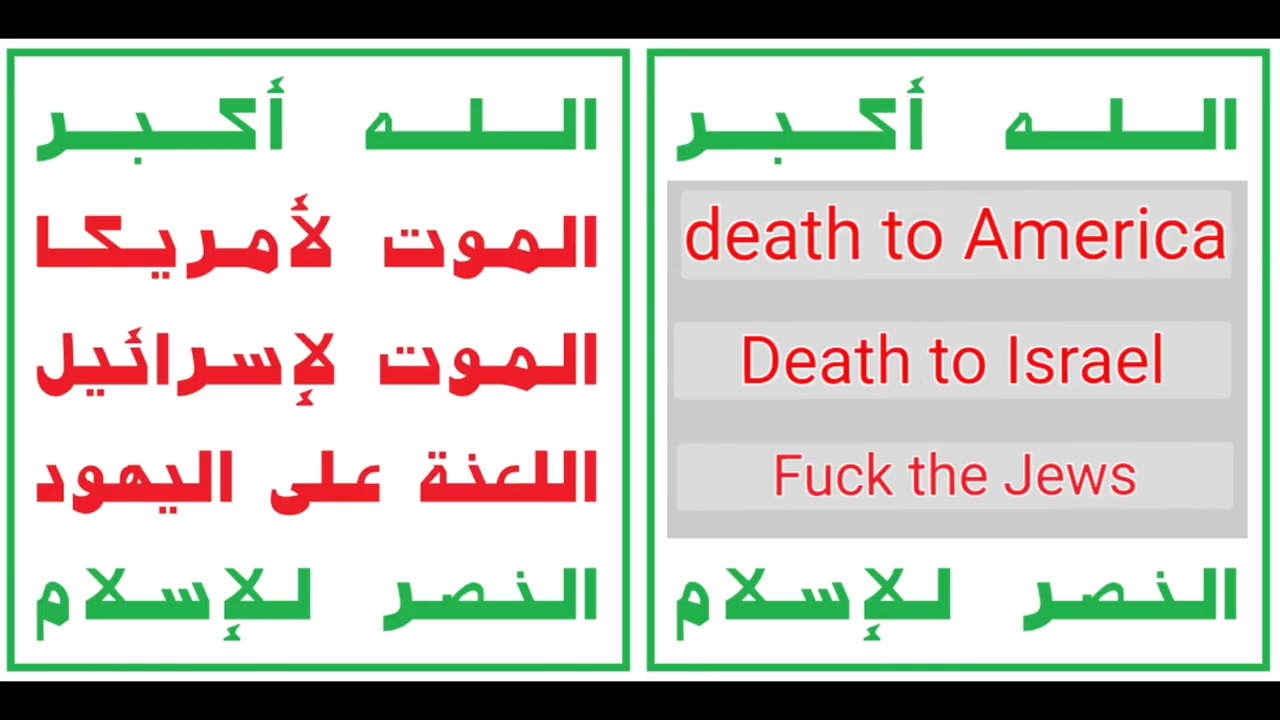 الله أكبر
الموت لأمريكا
الموت لإسرائيل
اللعنة على اليهود
النصر للإسلام
الله أكبر
death to America
Death to Israel
Fuck the Jews
النصر للإسلام